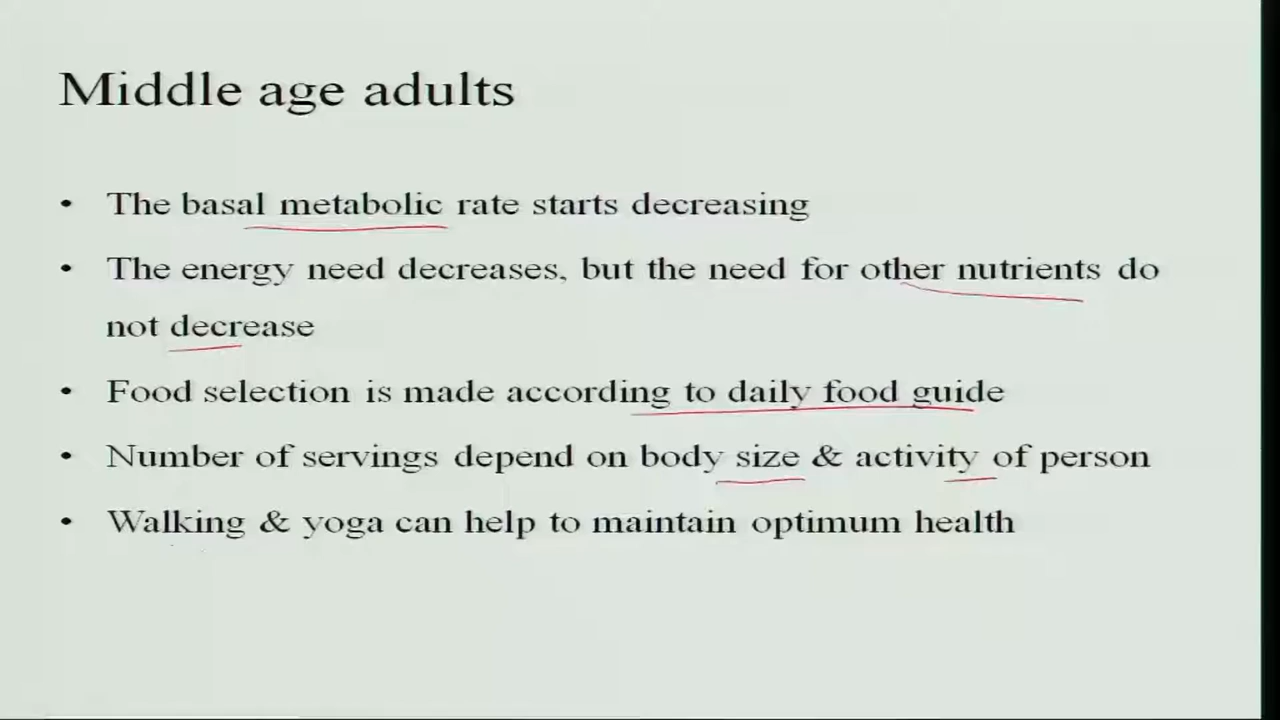 Middle age adults
• The basal metabolic rate starts decreasing
• The energy need decreases, but the need for other nutrients do
not decrease
• Food selection is made according to daily food guide
• Number of servings depend on body size & activity of person
• Walking & yoga can help to maintain optimum health